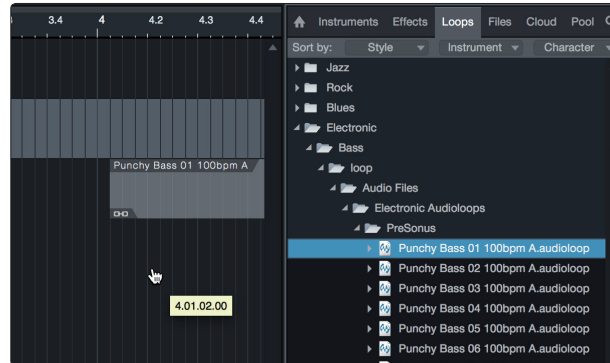 3.4 4 4.2 4.3 4.4
Punchy Bass 01 100bpm A
4.01.02.00
Instruments Effects Loops Files Cloud Pool
Sort by: Style Instrument Character
Jazz
Rock
Blues
Electronic
Bass
loop
Audio Files
Electronic Audioloops
PreSonus
Punchy Bass 01 100bpm A.audioloop
Punchy Bass 02 100bpm A.audioloop
Punchy Bass 03 100bpm A.audioloop
Punchy Bass 04 100bpm A.audioloop
Punchy Bass 05 100bpm A.audioloop
Punchy Bass 06 100bpm A.audioloop